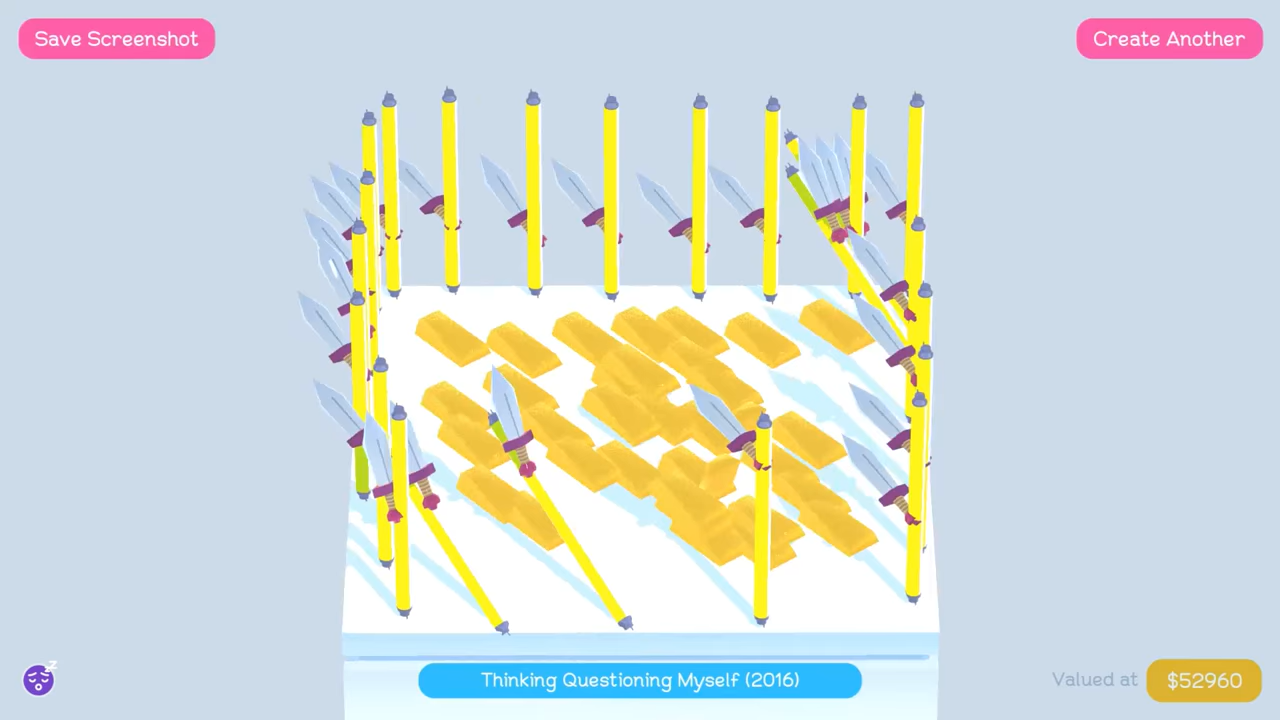 Save Screenshot
Create Another
Thinking Questioning Myself (2016)
Valued at $52960